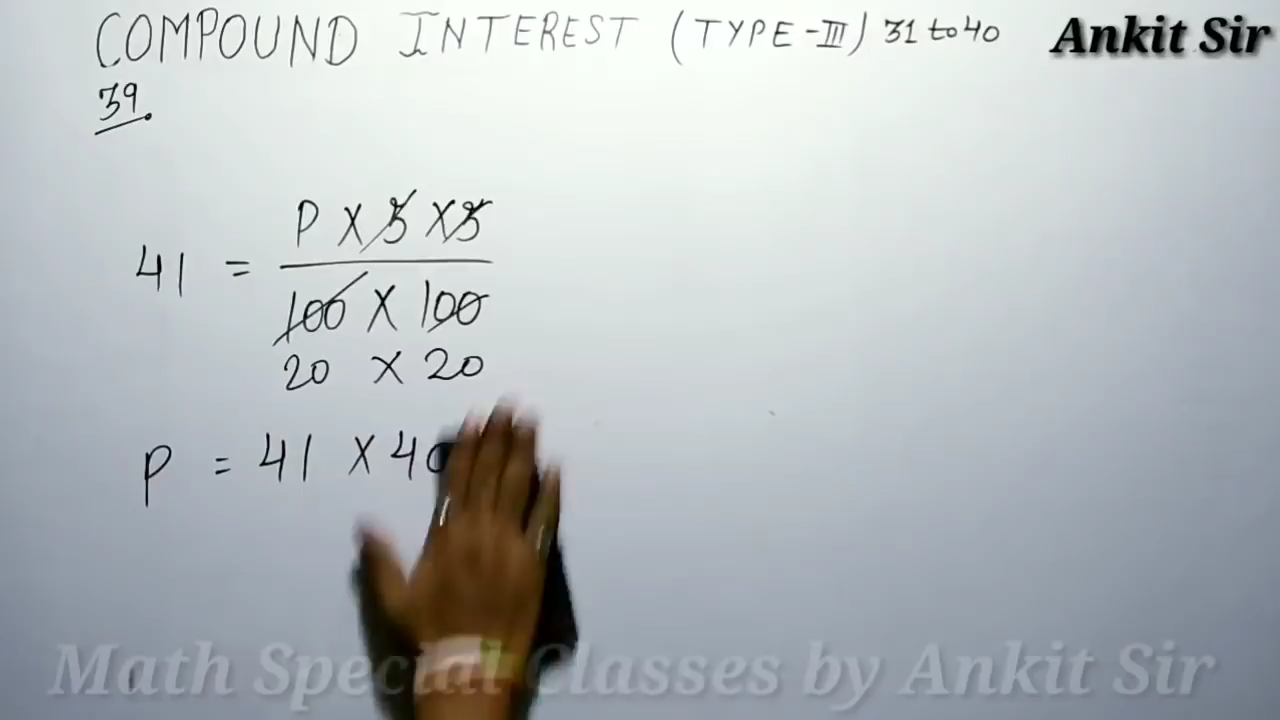 COMPOUND INTEREST (TYPE-III) 31 to 40 Ankit Sir
39.
P X 5 X 5
41 =
100 X 100
20 X 20
P = 41 X 40
Math Special Classes by Ankit Sir